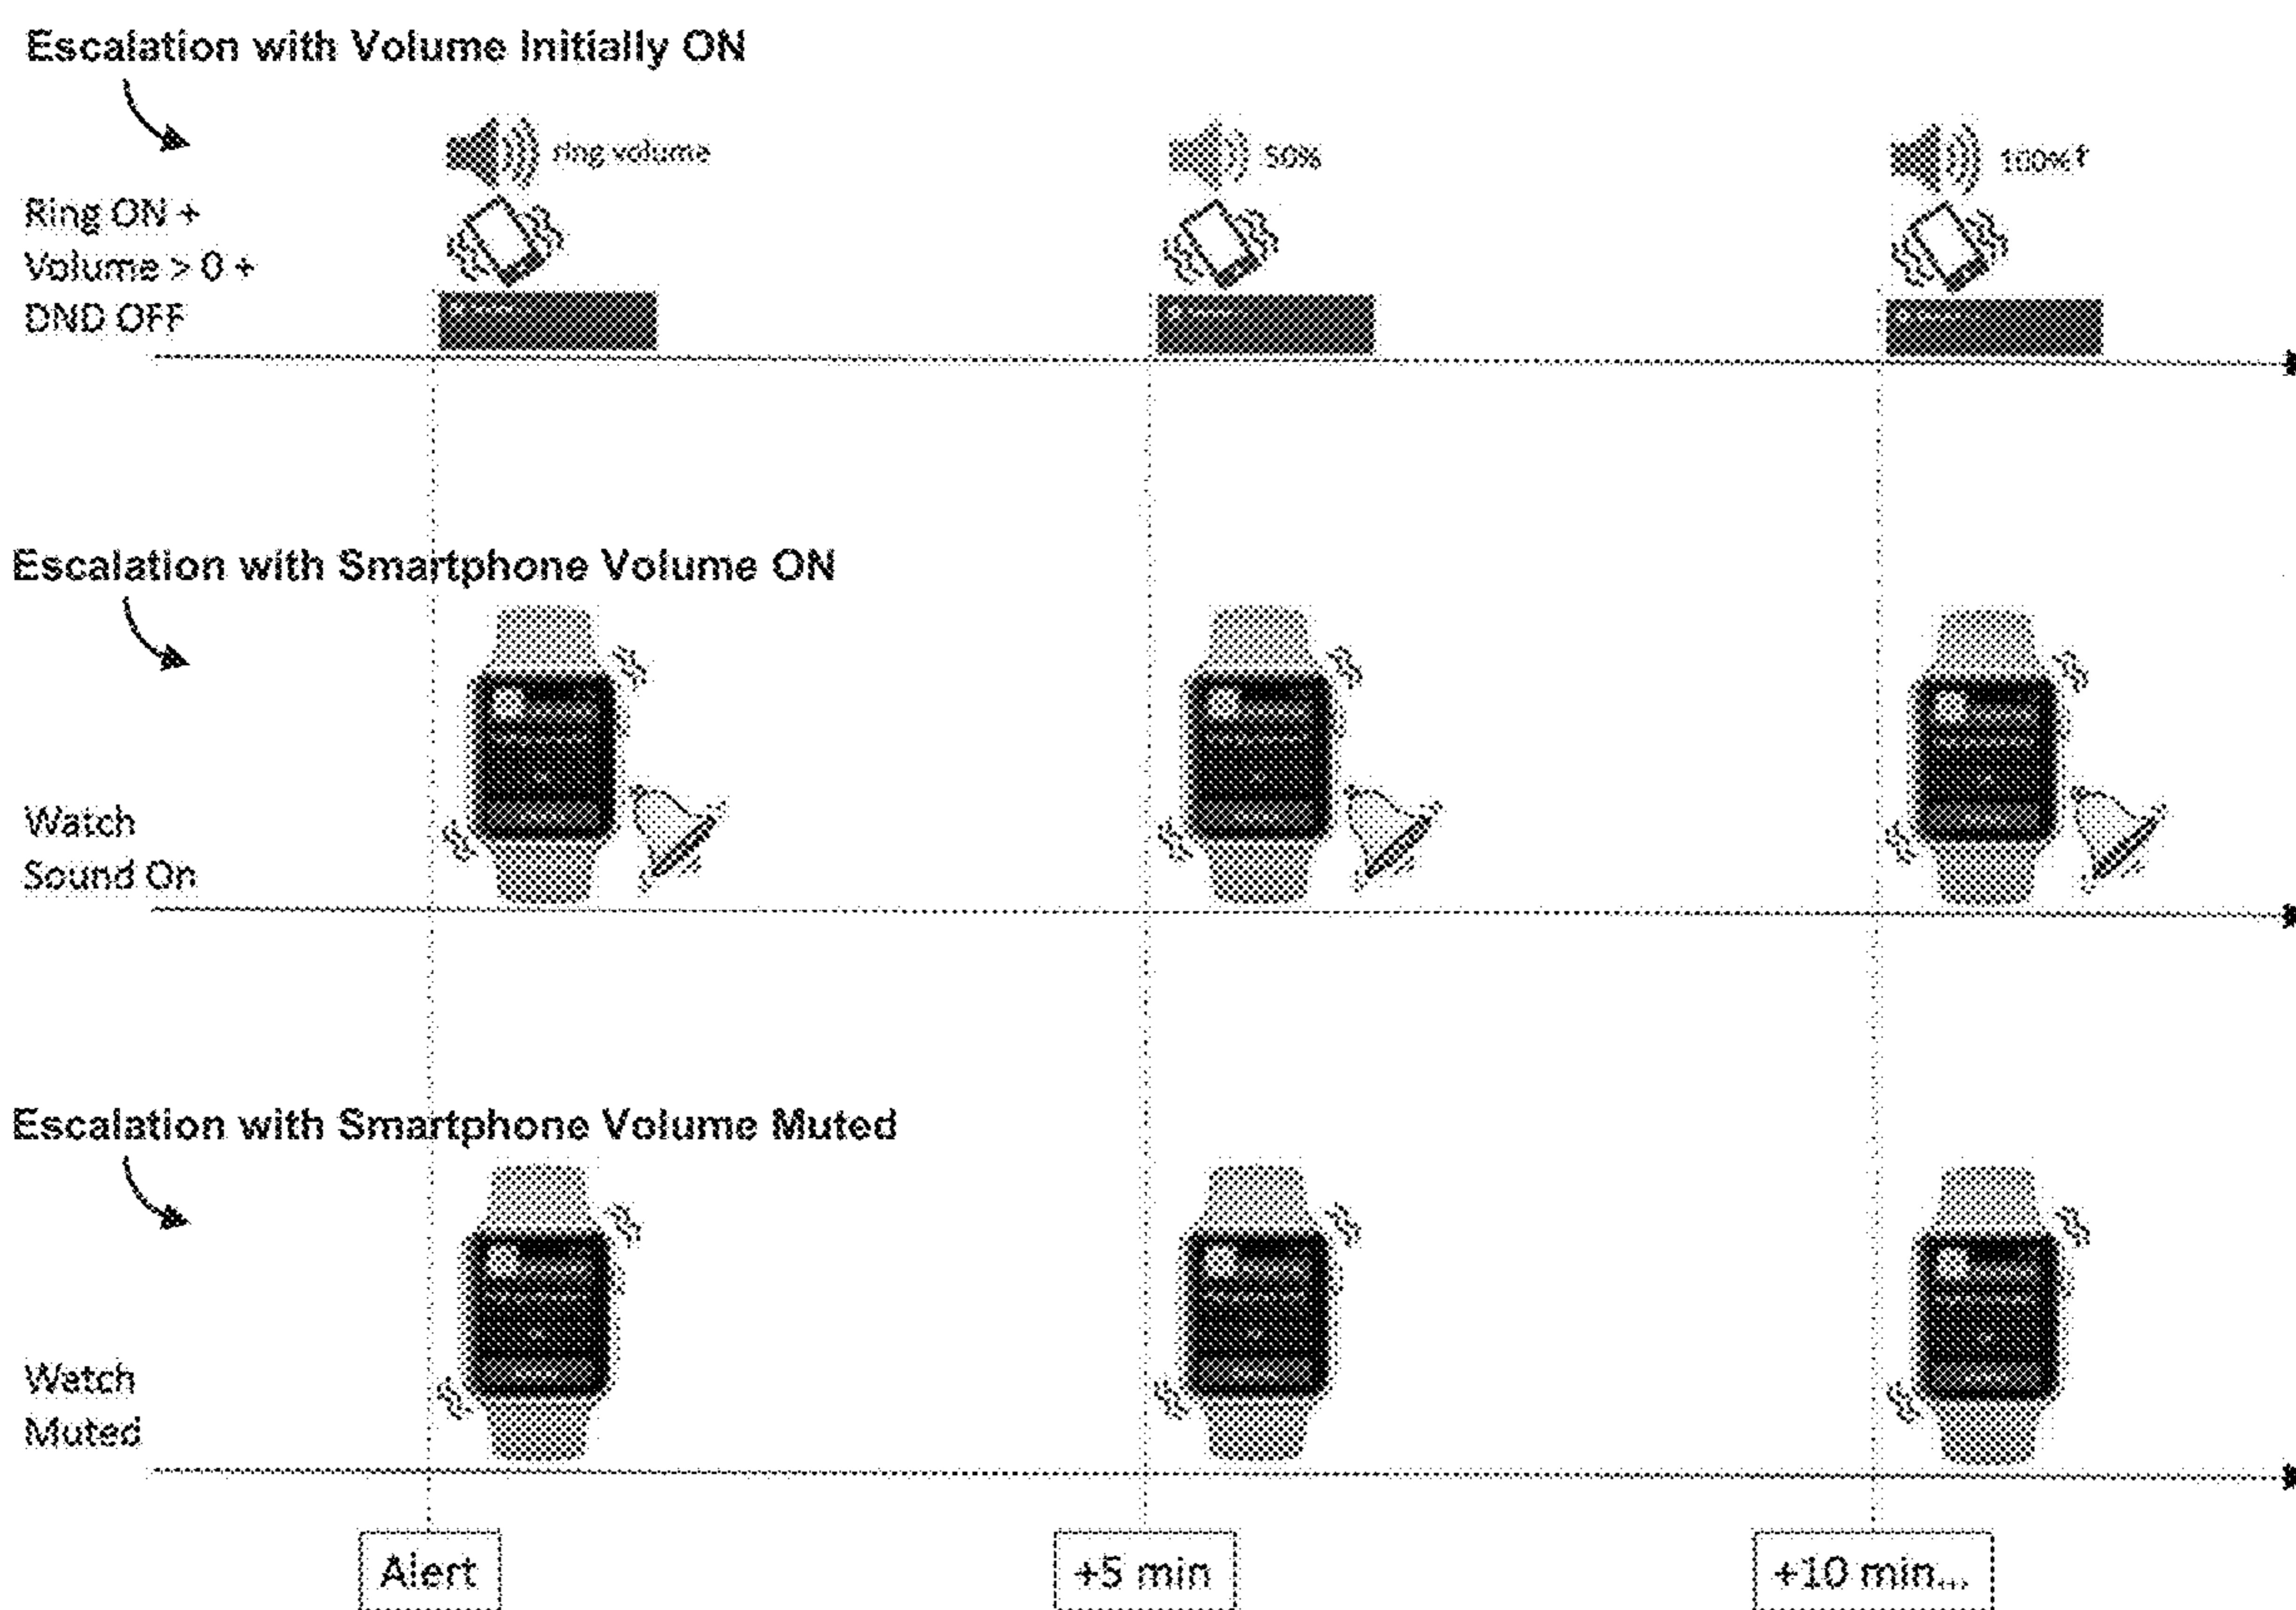 Escalation with Volume Initially ON
ring volume
50%
100%†
Ring ON +
Volume > 0 +
DND OFF
Escalation with Smartphone Volume ON
Watch
Sound On
Escalation with Smartphone Volume Muted
Watch
Muted
Alert
+5 min
+10 min...